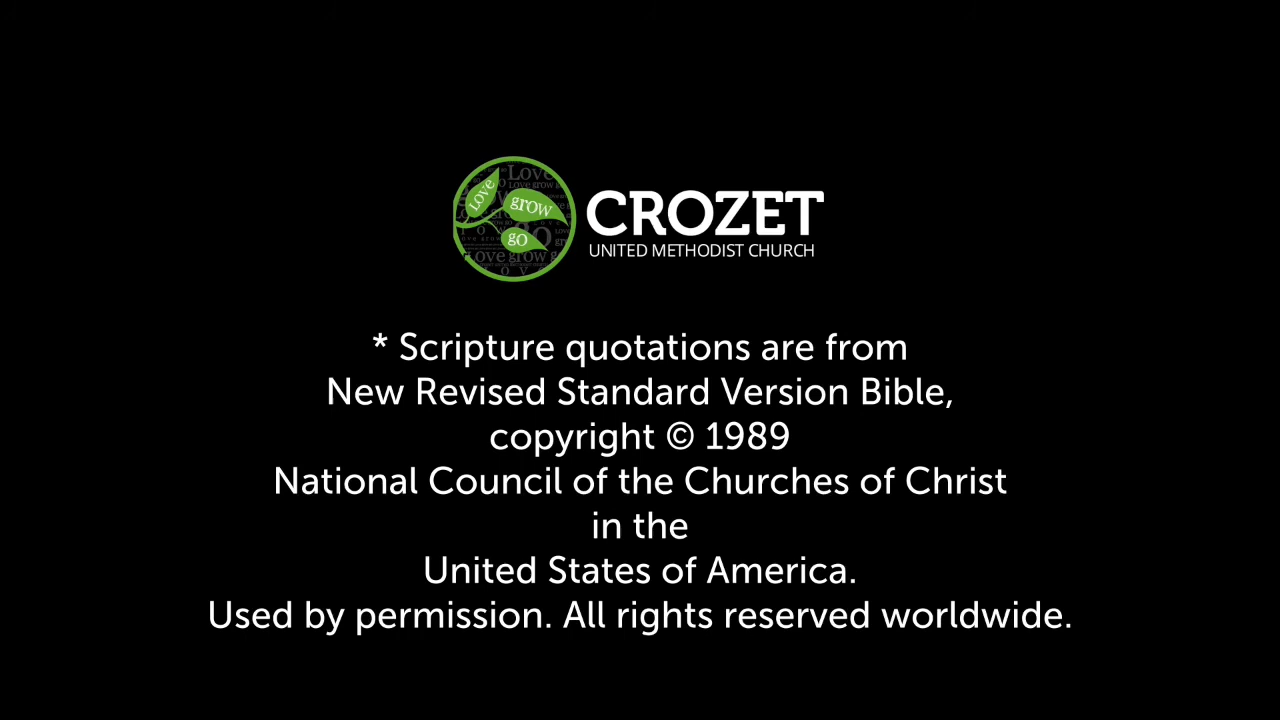 Love
grow
go
CROZET
UNITED METHODIST CHURCH
* Scripture quotations are from
New Revised Standard Version Bible,
copyright © 1989
National Council of the Churches of Christ
in the
United States of America.
Used by permission. All rights reserved worldwide.